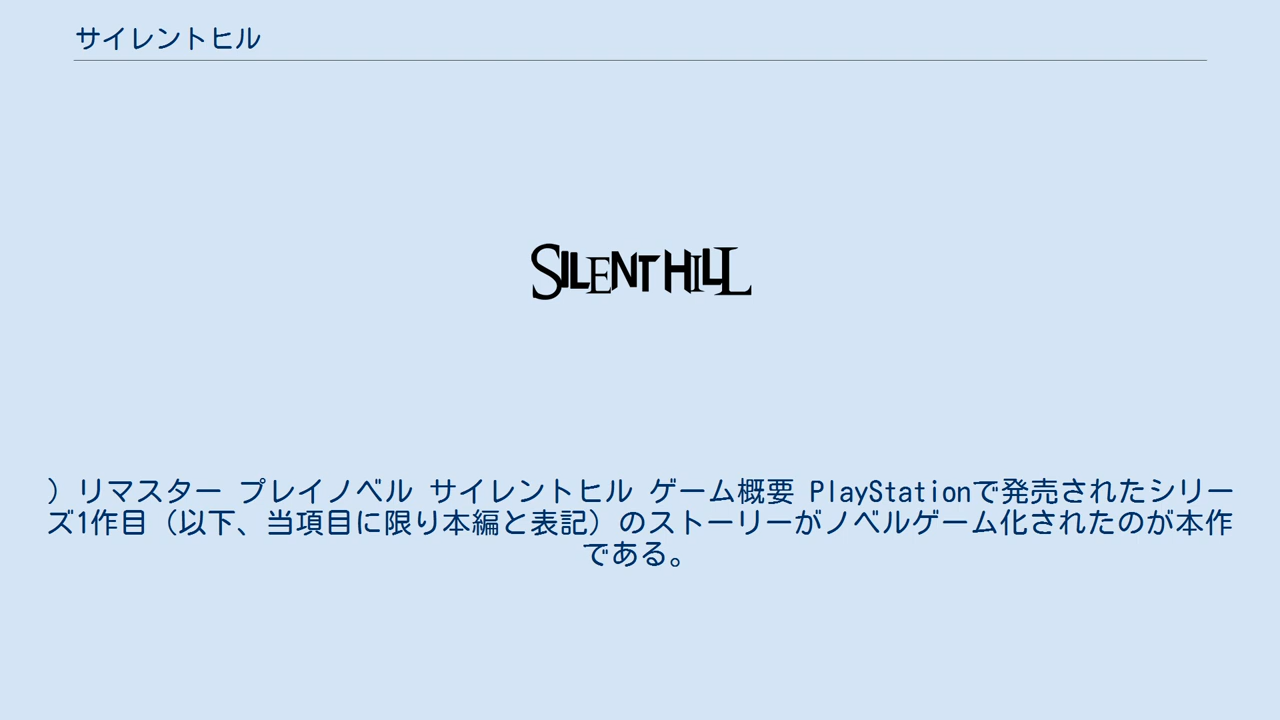 サイレントヒル
SILENT HILL
）リマスター プレイノベル サイレントヒル ゲーム概要 PlayStationで発売されたシリー
ズ1作目（以下、当項目に限り本編と表記）のストーリーがノベルゲーム化されたのが本作
である。